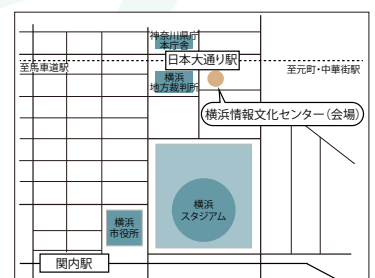 神奈川県庁
本庁舎
日本大通り駅
至馬車道駅
至元町・中華街駅
横浜
地方裁判所
横浜情報文化センター（会場）
横浜
スタジアム
横浜
市役所
関内駅